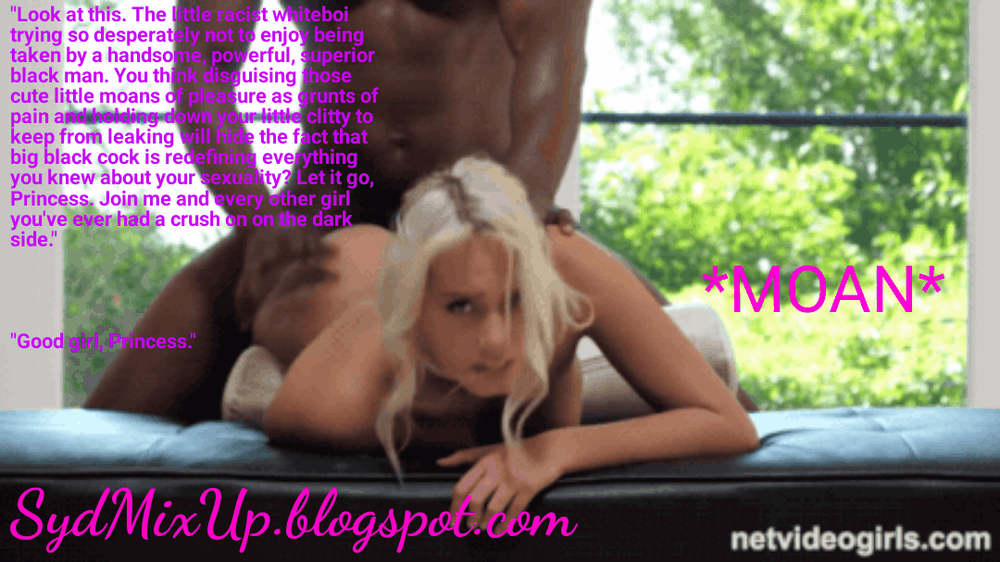 "Look at this. The little racist whiteboi
trying so desperately not to enjoy being
taken by a handsome, powerful, superior
black man. You think disguising those
cute little moans of pleasure as grunts of
pain and holding down your little clitty to
keep from leaking will hide the fact that
big black cock is redefining everything
you knew about your sexuality? Let it go,
Princess. Join me and every other girl
you've ever had a crush on on the dark
side."
*MOAN*
"Good girl, Princess."
SydMixUp.blogspot.com
netvideogirls.com